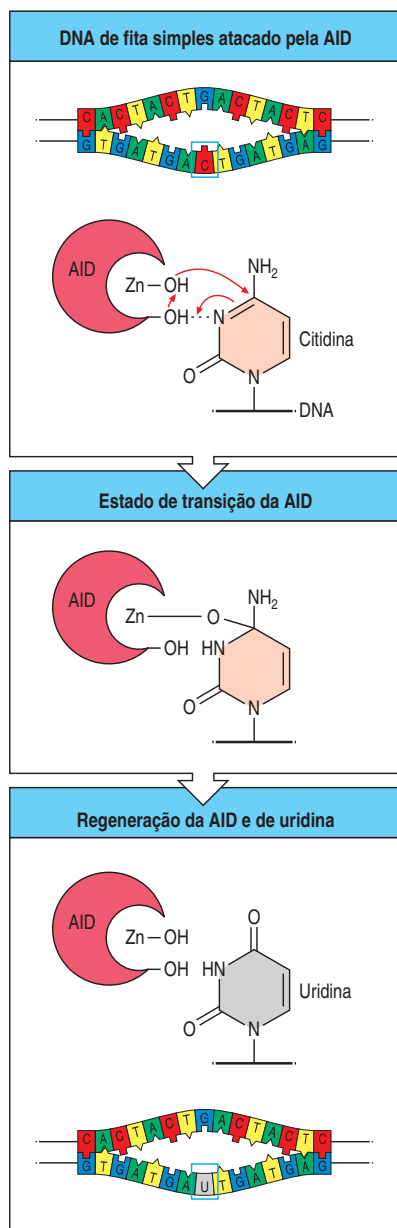 DNA de fita simples atacado pela AID
C A C T A C T G A C T A C T C
G T G A T G A C T G A T G A G
AID
Zn—OH
OH
N
NH2
O
N
Citidina
DNA
Estado de transição da AID
AID
Zn
O
NH2
OH
HN
O
N
Regeneração da AID e de uridina
AID
Zn—OH
OH
O
HN
O
N
Uridina
C A C T A C T G A C T A C T C
G T G A T G A U T G A T G A G